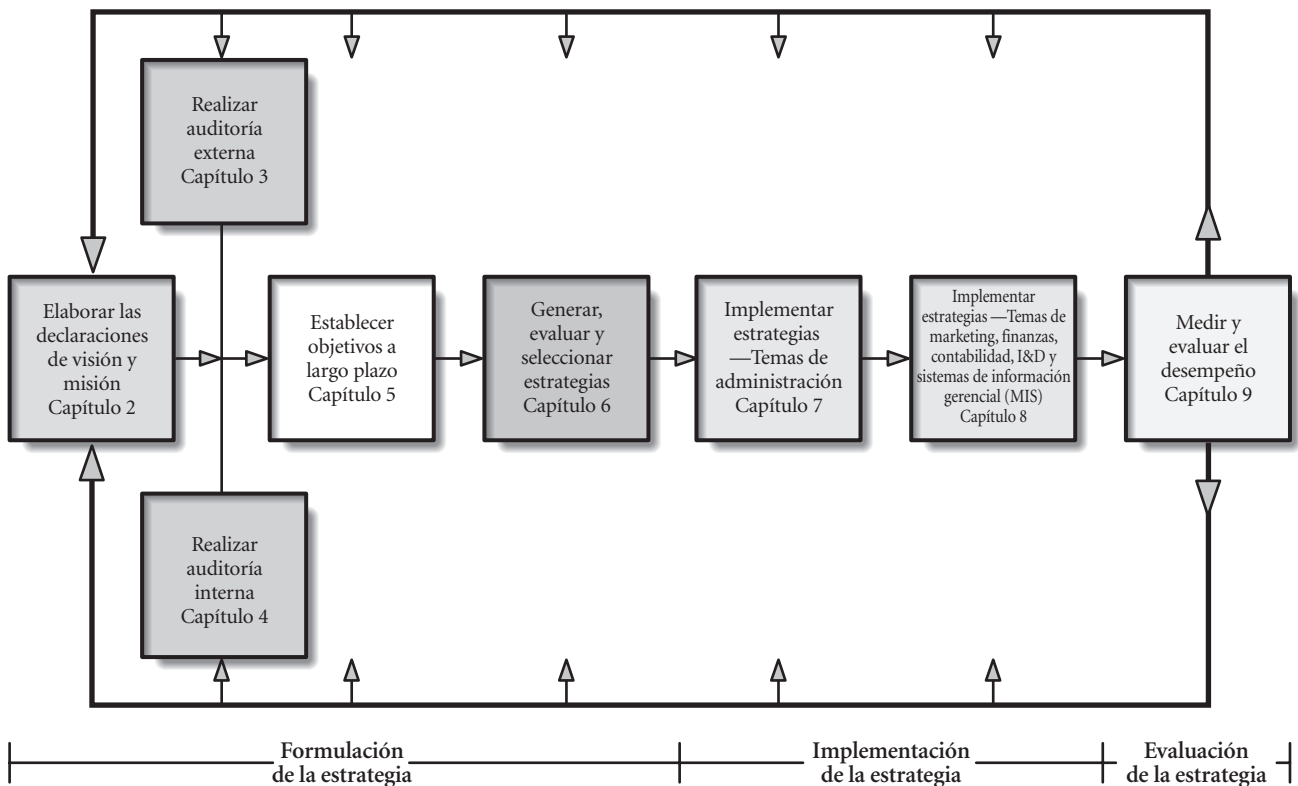 Realizar
auditoría
externa
Capítulo 3
Elaborar las
declaraciones
de visión y
misión
Capítulo 2
Establecer
objetivos a
largo plazo
Capítulo 5
Generar,
evaluar y
seleccionar
estrategias
Capítulo 6
Implementar
estrategias
—Temas de
administración
Capítulo 7
Implementar
estrategias —Temas de
marketing, finanzas,
contabilidad, I&D y
sistemas de información
gerencial (MIS)
Capítulo 8
Medir y
evaluar el
desempeño
Capítulo 9
Realizar
auditoría
interna
Capítulo 4
Formulación
de la estrategia
Implementación
de la estrategia
Evaluación
de la estrategia